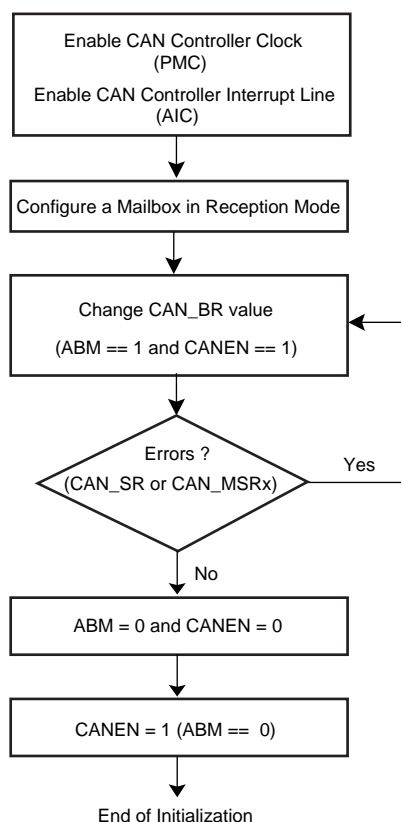 Enable CAN Controller Clock
(PMC)
Enable CAN Controller Interrupt Line
(AIC)
Configure a Mailbox in Reception Mode
Change CAN_BR value
(ABM == 1 and CANEN == 1)
Errors ?
(CAN_SR or CAN_MSRx)
Yes
No
ABM = 0 and CANEN = 0
CANEN = 1 (ABM == 0)
End of Initialization